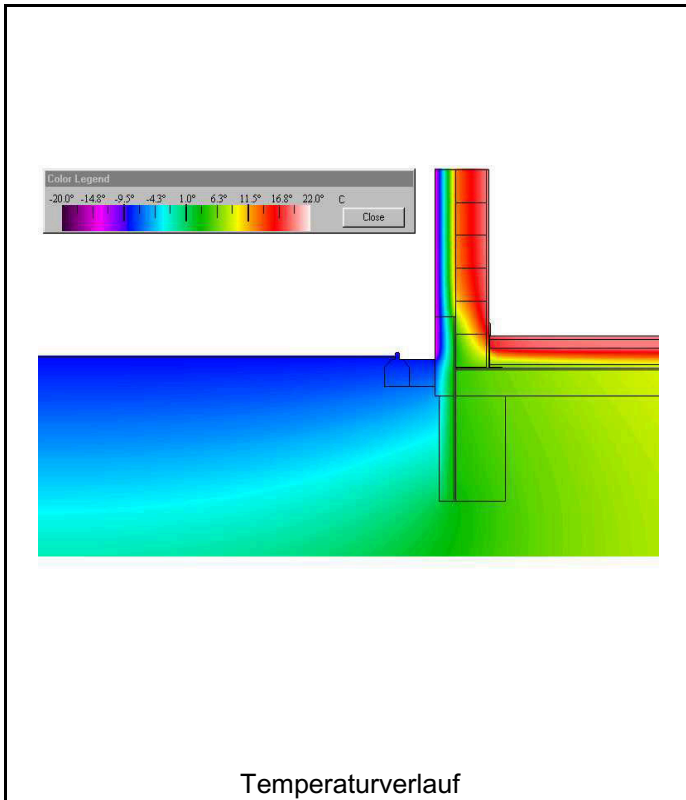 Color Legend
-20.0° -14.8° -9.5° -4.3° 1.0° 6.3° 11.5° 16.8° 22.0° C
Close
Temperaturverlauf